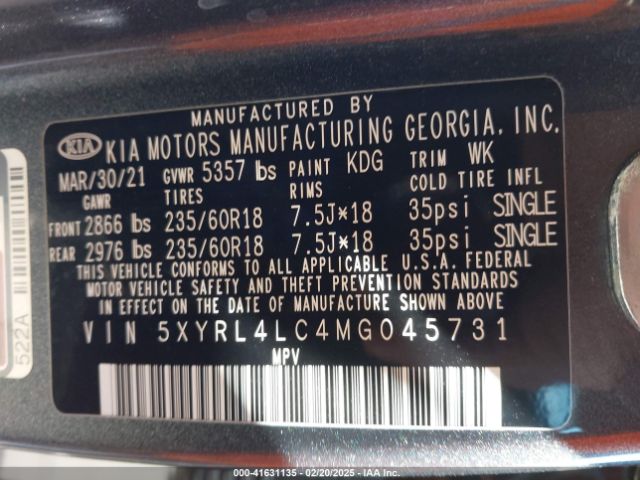 MANUFACTURED BY
KIA KIA MOTORS MANUFACTURING GEORGIA, INC.
MAR/30/21 GVWR 5357 lbs PAINT KDG TRIM WK
GAWR TIRES RIMS COLD TIRE INFL
FRONT 2866 lbs 235/60R18 7.5J×18 35psi SINGLE
REAR 2976 lbs 235/60R18 7.5J×18 35psi SINGLE
THIS VEHICLE CONFORMS TO ALL APPLICABLE U.S.A. FEDERAL
MOTOR VEHICLE SAFETY AND THEFT PREVENTION STANDARDS
IN EFFECT ON THE DATE OF MANUFACTURE SHOWN ABOVE
VIN 5XYRL4LC4MG045731
MPV
522A
000-41631135 - 02/20/2025 - IAA Inc.